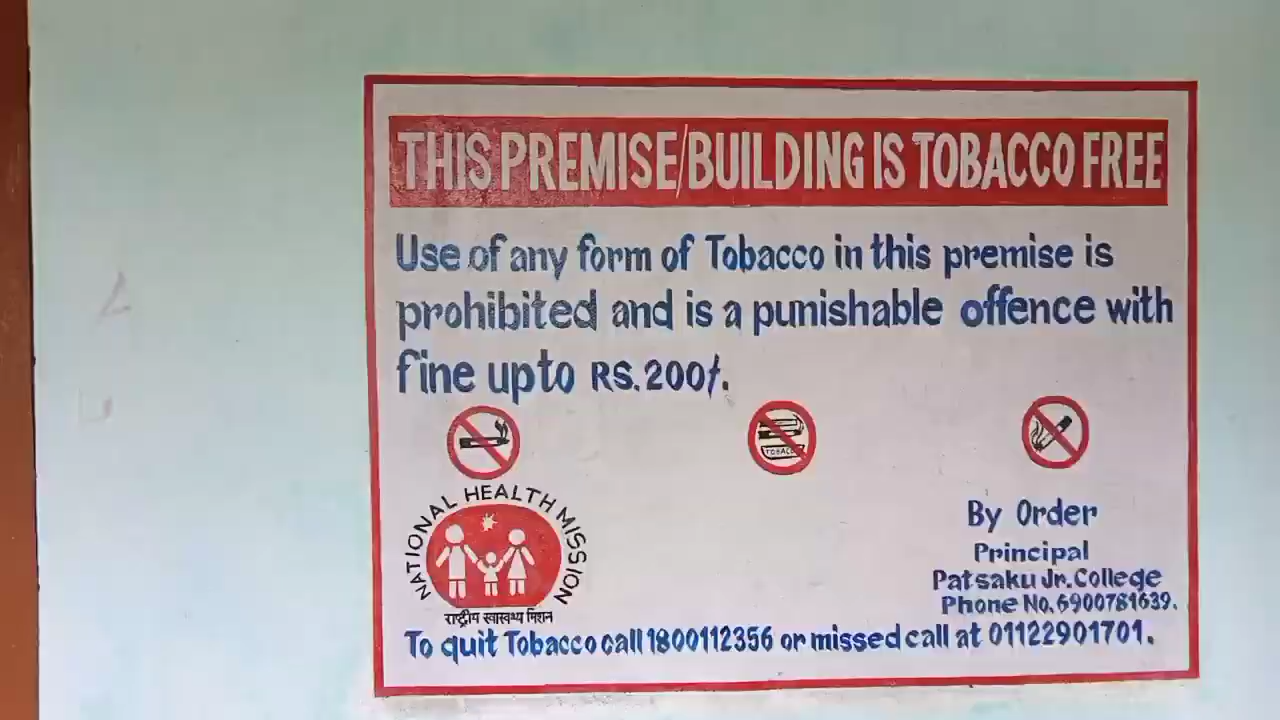 THIS PREMISE/BUILDING IS TOBACCO FREE
Use of any form of Tobacco in this premise is
prohibited and is a punishable offence with
fine upto RS.200/.
TOBACCO
NATIONAL HEALTH MISSION
राष्ट्रीय स्वास्थ्य मिशन
By Order
Principal
Patsaku Jr. College
Phone No. 6900781639.
To quit Tobacco call 1800112356 or missed call at 01122901701.